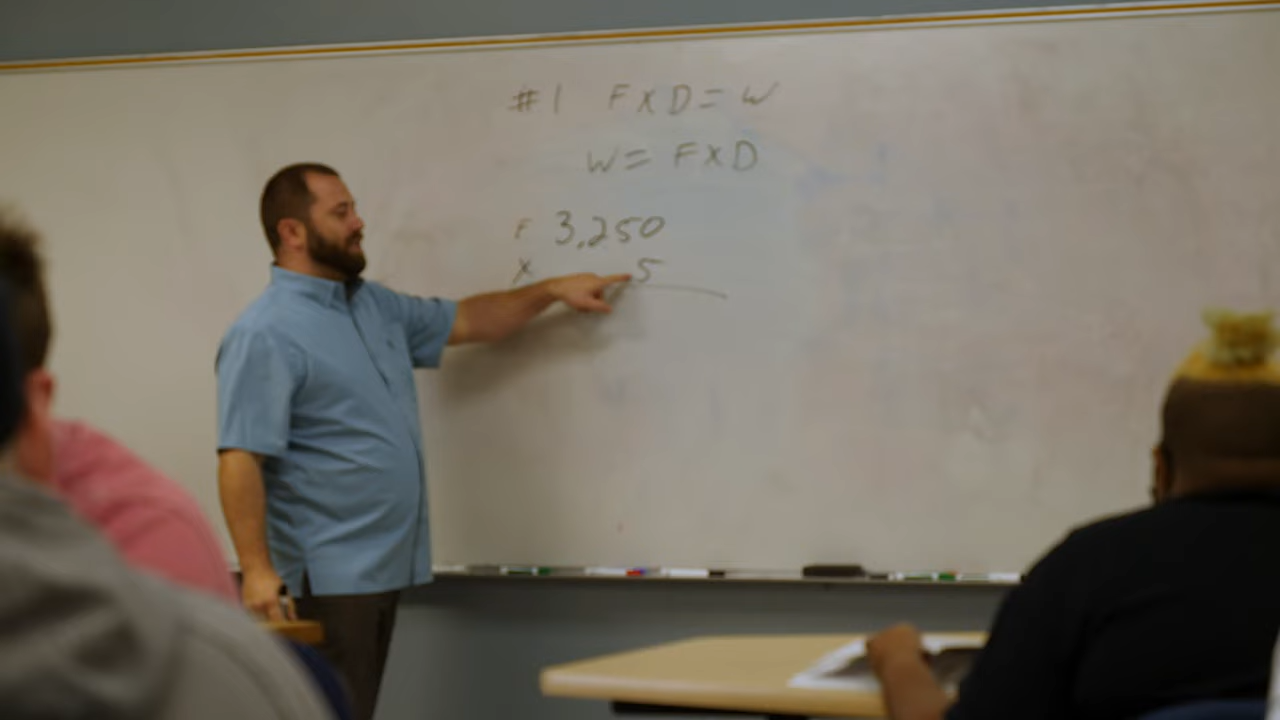 #1 F X D = W
W = F X D
F 3,250
X 5